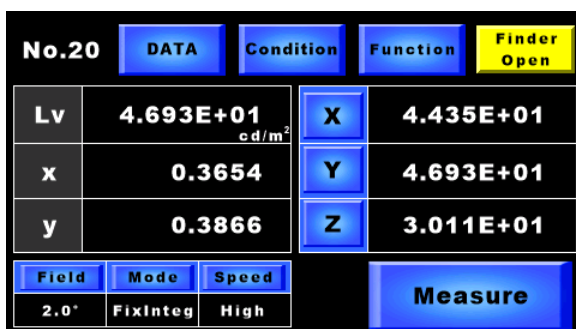 No.20 DATA Condition Function Finder Open
Lv 4.693E+01 cd/m² X 4.435E+01
x 0.3654 Y 4.693E+01
y 0.3866 Z 3.011E+01
Field Mode Speed
2.0° FixInteg High
Measure